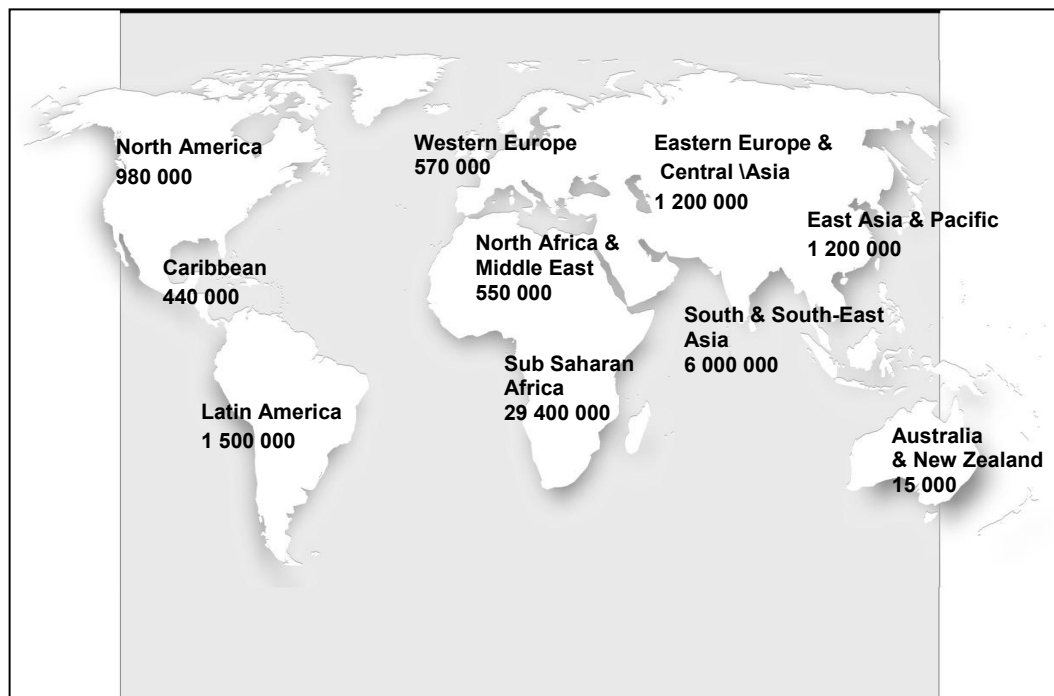 North America
980 000
Western Europe
570 000
Eastern Europe &
Central \Asia
1 200 000
East Asia & Pacific
1 200 000
North Africa &
Middle East
550 000
Caribbean
440 000
South & South-East
Asia
6 000 000
Sub Saharan
Africa
29 400 000
Latin America
1 500 000
Australia
& New Zealand
15 000